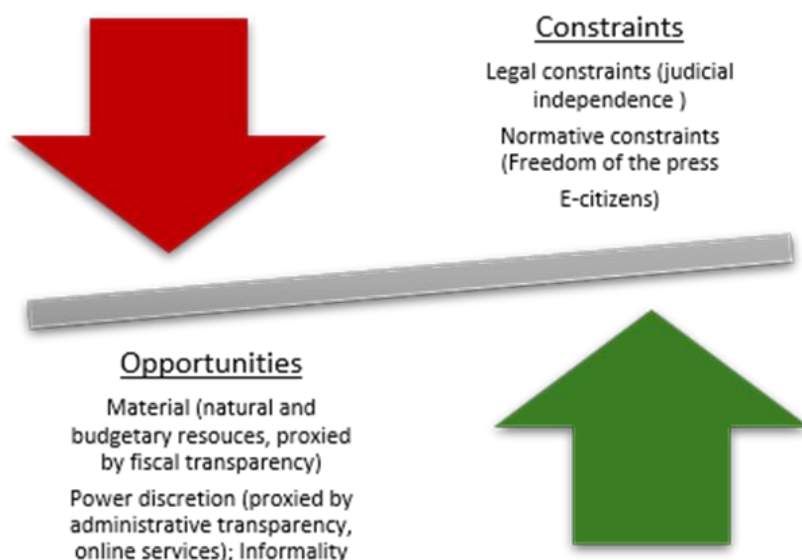 Constraints
Legal constraints (judicial
independence )
Normative constraints
(Freedom of the press
E-citizens)
Opportunities
Material (natural and
budgetary resouces, proxied
by fiscal transparency)
Power discretion (proxied by
administrative transparency,
online services); Informality